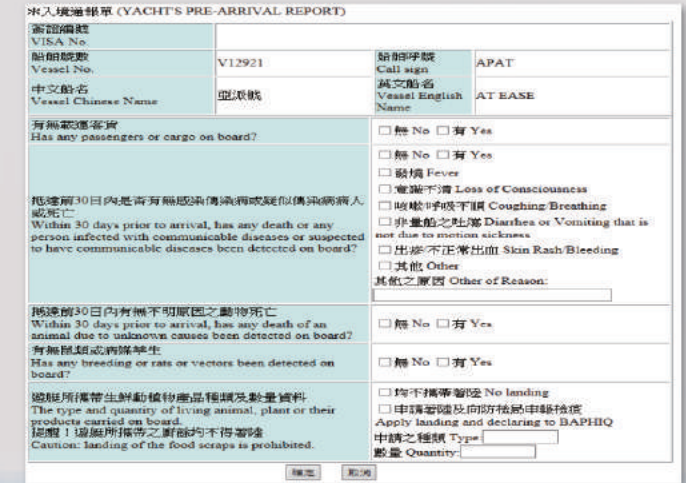 ※入境通報單 (YACHT'S PRE-ARRIVAL REPORT)
簽證編號
VISA No.
船舶號數
Vessel No.
V12921
船舶呼號
Call sign
APAT
中文船名
Vessel Chinese Name
亞派號
英文船名
Vessel English
Name
AT EASE
有無載運客貨
Has any passengers or cargo on board?
□無 No □有 Yes
抵達前30日內是否有無感染傳染病或疑似傳染病病人
或死亡
Within 30 days prior to arrival, has any death or any
person infected with communicable diseases or suspected
to have communicable diseases been detected on board?
□無 No □有 Yes
□發燒 Fever
□意識不清 Loss of Consciousness
□咳嗽/呼吸不順 Coughing/Breathing
□非暈船之吐瀉 Diarrhea or Vomiting that is
not due to motion sickness
□出疹/不正常出血 Skin Rash/Bleeding
□其他 Other
其他之原因 Other of Reason:
抵達前30日內有無不明原因之動物死亡
Within 30 days prior to arrival, has any death of an
animal due to unknown causes been detected on board?
□無 No □有 Yes
有無鼠類或病媒孳生
Has any breeding or rats or vectors been detected on
board?
□無 No □有 Yes
遊艇所攜帶生鮮動植物產品種類及數量資料
The type and quantity of living animal, plant or their
products carried on board.
提醒！遊艇所攜帶之廚餘均不得著陸
Caution: landing of the food scraps is prohibited.
□均不攜帶著陸 No landing
□申請著陸及向防檢局申報檢疫
Apply landing and declaring to BAPHIQ
申請之種類 Type
數量 Quantity:
確定 取消